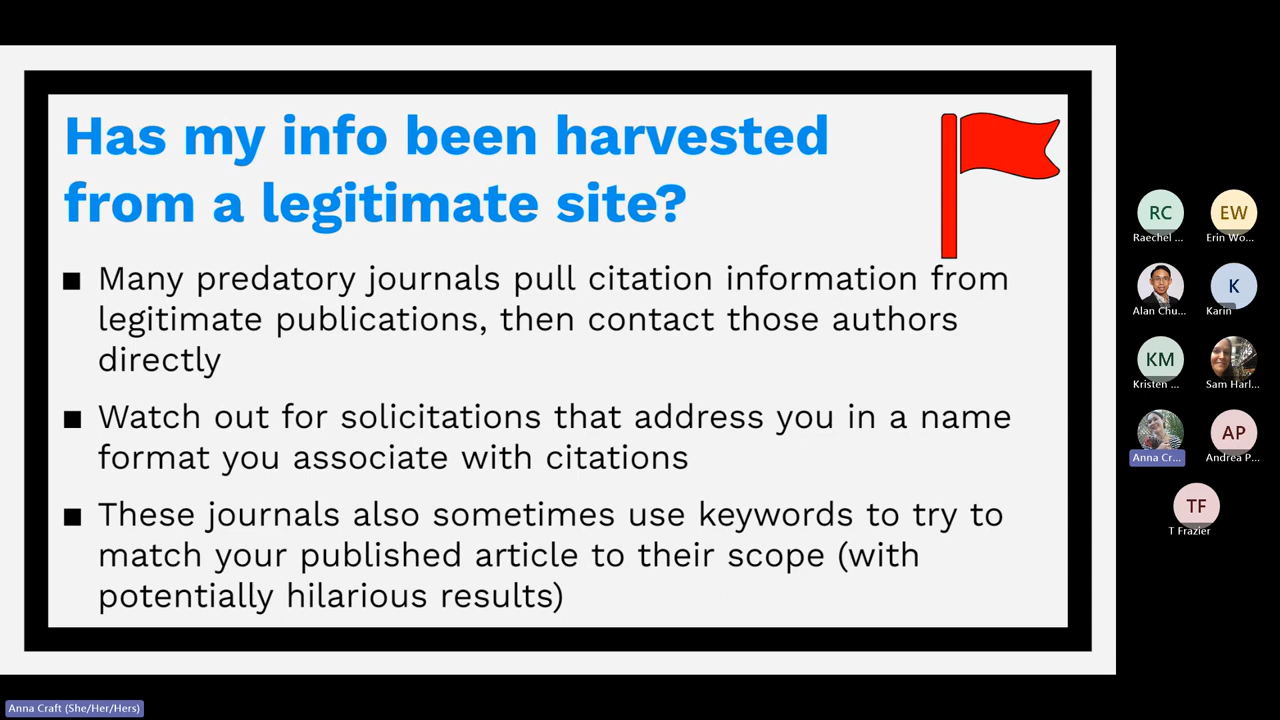 Has my info been harvested
from a legitimate site?
■ Many predatory journals pull citation information from
legitimate publications, then contact those authors
directly
■ Watch out for solicitations that address you in a name
format you associate with citations
■ These journals also sometimes use keywords to try to
match your published article to their scope (with
potentially hilarious results)
RC
Raechel ...
EW
Erin Wo...
Alan Chu...
K
Karin
KM
Kristen ...
Sam Harl...
Anna Cr...
AP
Andrea P...
TF
T Frazier
Anna Craft (She/Her/Hers)